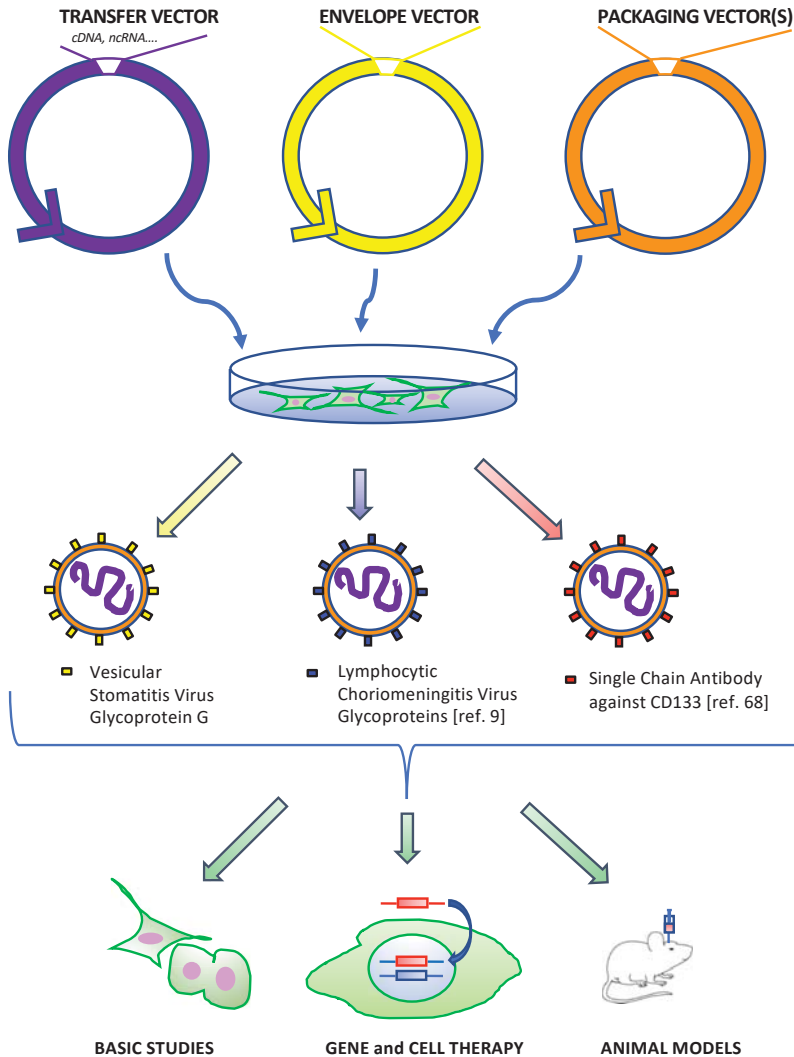 TRANSFER VECTOR
cDNA, ncRNA....
ENVELOPE VECTOR
PACKAGING VECTOR(S)
Vesicular
Stomatitis Virus
Glycoprotein G
Lymphocytic
Choriomeningitis Virus
Glycoproteins [ref. 9]
Single Chain Antibody
against CD133 [ref. 68]
BASIC STUDIES
GENE and CELL THERAPY
ANIMAL MODELS